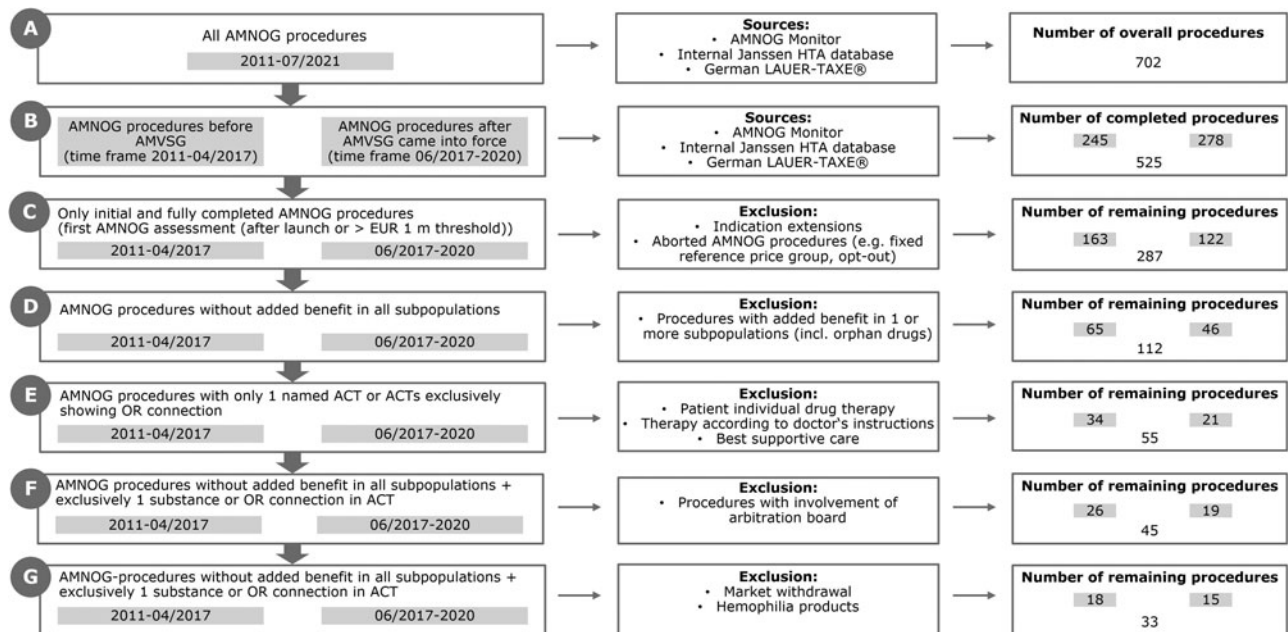 A
All AMNOG procedures
2011-07/2021
Sources:
• AMNOG Monitor
• Internal Janssen HTA database
• German LAUER-TAXE®
Number of overall procedures
702
B
AMNOG procedures before
AMVSG
(time frame 2011-04/2017)
AMNOG procedures after
AMVSG came into force
(time frame 06/2017-2020)
Sources:
• AMNOG Monitor
• Internal Janssen HTA database
• German LAUER-TAXE®
Number of completed procedures
245 278
525
C
Only initial and fully completed AMNOG procedures
(first AMNOG assessment (after launch or > EUR 1 m threshold))
2011-04/2017 06/2017-2020
Exclusion:
• Indication extensions
• Aborted AMNOG procedures (e.g. fixed
reference price group, opt-out)
Number of remaining procedures
163 122
287
D
AMNOG procedures without added benefit in all subpopulations
2011-04/2017 06/2017-2020
Exclusion:
• Procedures with added benefit in 1 or
more subpopulations (incl. orphan drugs)
Number of remaining procedures
65 46
112
E
AMNOG procedures with only 1 named ACT or ACTs exclusively
showing OR connection
2011-04/2017 06/2017-2020
Exclusion:
• Patient individual drug therapy
• Therapy according to doctor's instructions
• Best supportive care
Number of remaining procedures
34 21
55
F
AMNOG procedures without added benefit in all subpopulations +
exclusively 1 substance or OR connection in ACT
2011-04/2017 06/2017-2020
Exclusion:
• Procedures with involvement of
arbitration board
Number of remaining procedures
26 19
45
G
AMNOG-procedures without added benefit in all subpopulations +
exclusively 1 substance or OR connection in ACT
2011-04/2017 06/2017-2020
Exclusion:
• Market withdrawal
• Hemophilia products
Number of remaining procedures
18 15
33